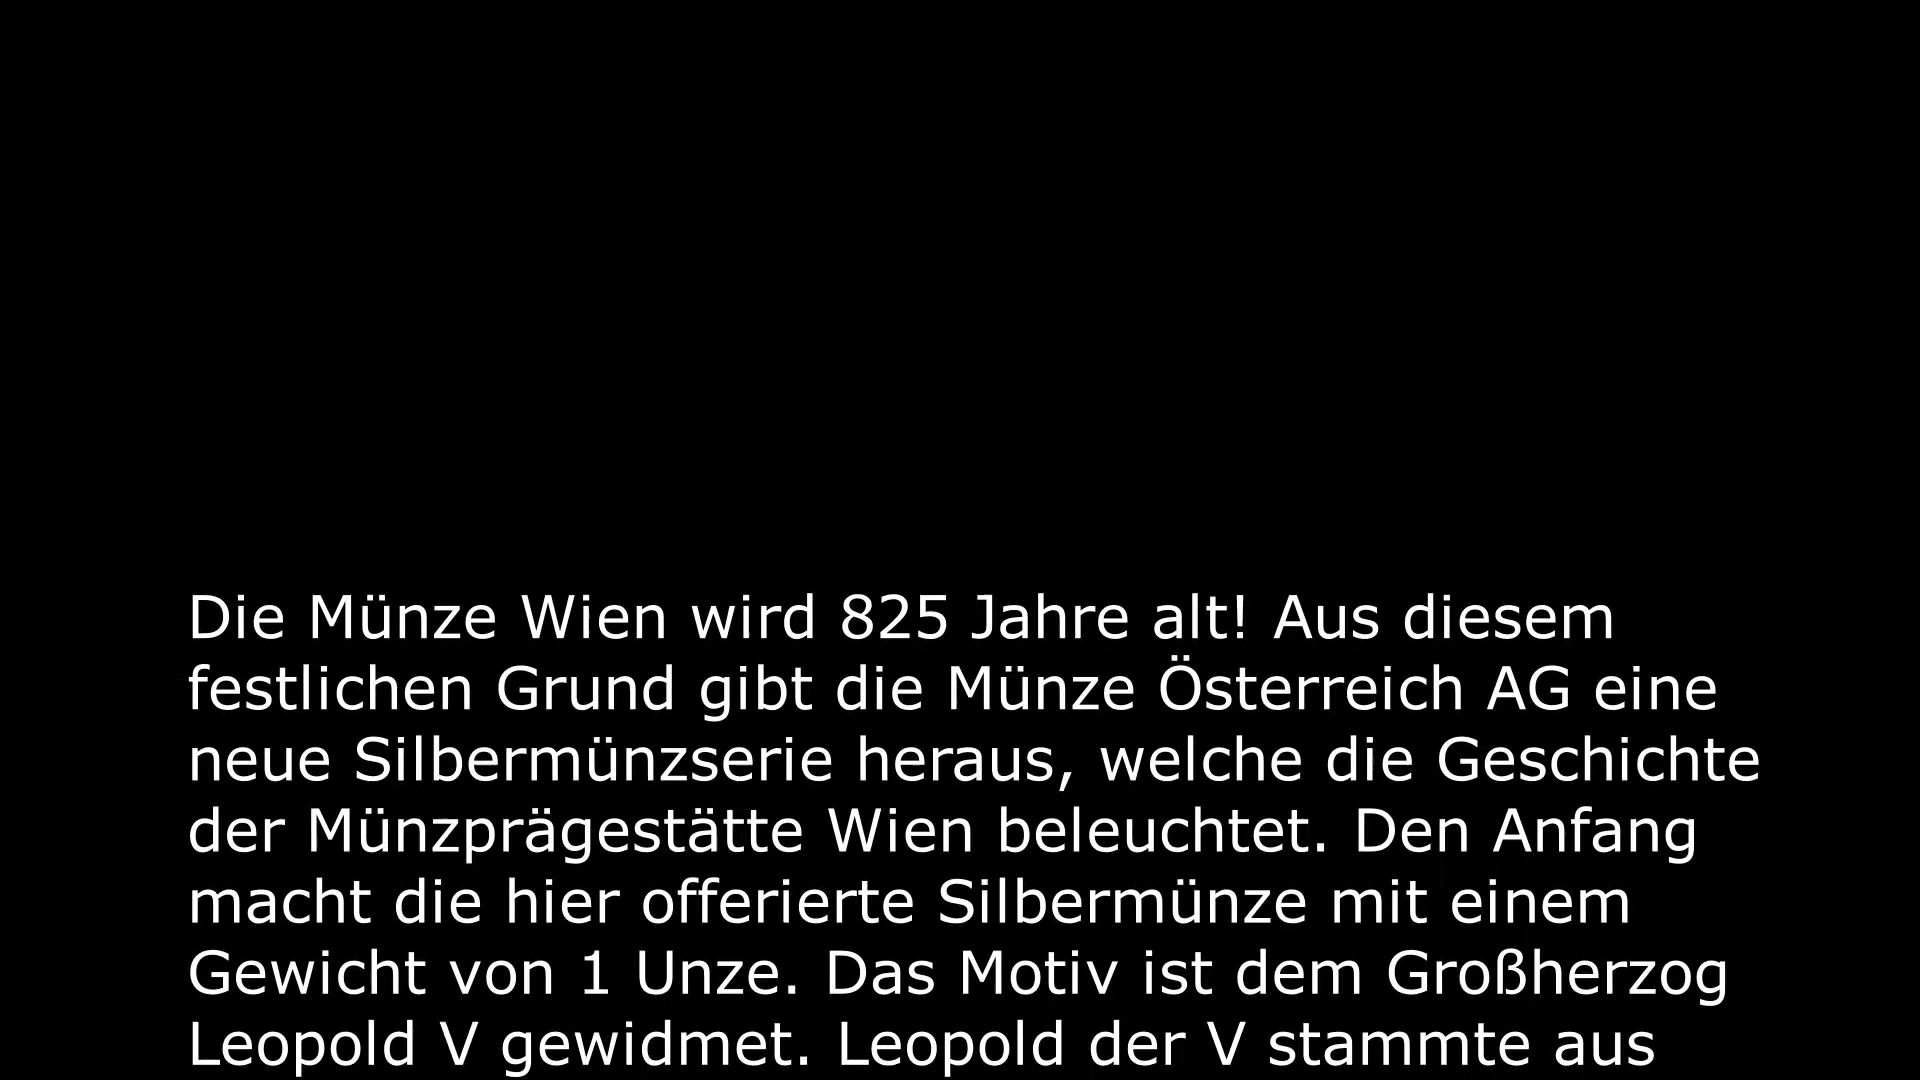 Die Münze Wien wird 825 Jahre alt! Aus diesem
festlichen Grund gibt die Münze Österreich AG eine
neue Silbermünzserie heraus, welche die Geschichte
der Münzprägestätte Wien beleuchtet. Den Anfang
macht die hier offerierte Silbermünze mit einem
Gewicht von 1 Unze. Das Motiv ist dem Großherzog
Leopold V gewidmet. Leopold der V stammte aus